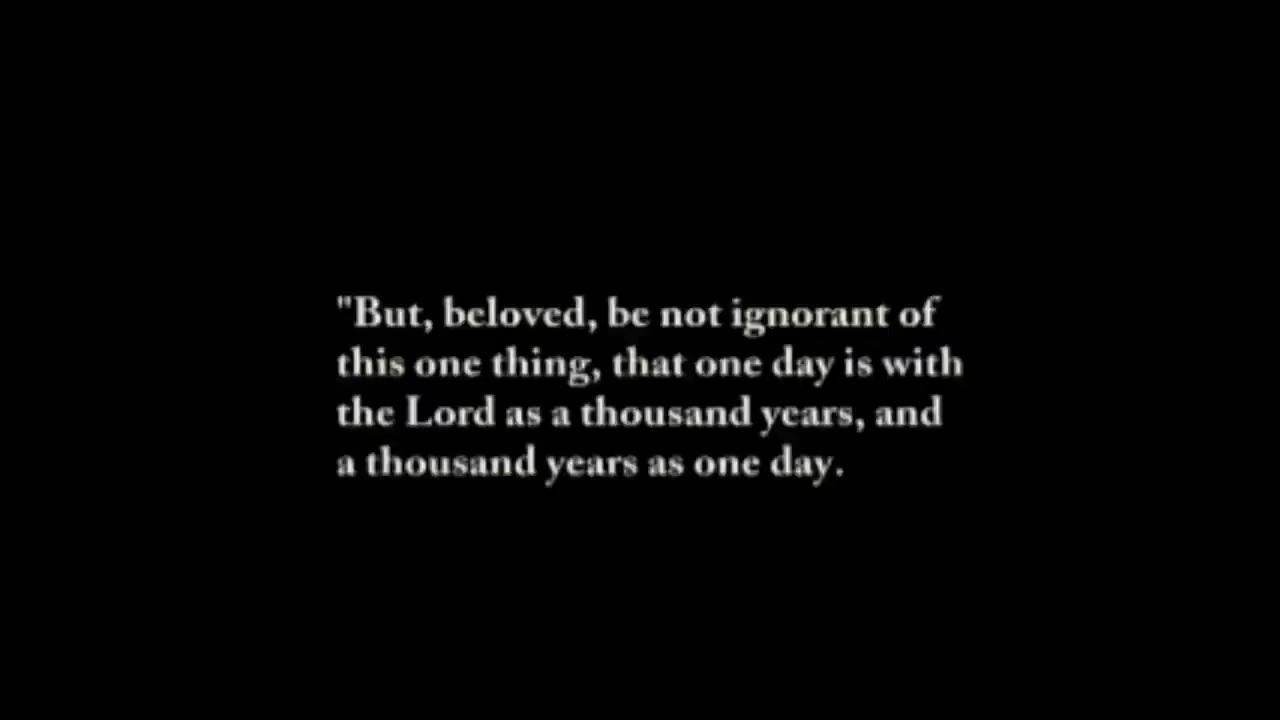 "But, beloved, be not ignorant of
this one thing, that one day is with
the Lord as a thousand years, and
a thousand years as one day.